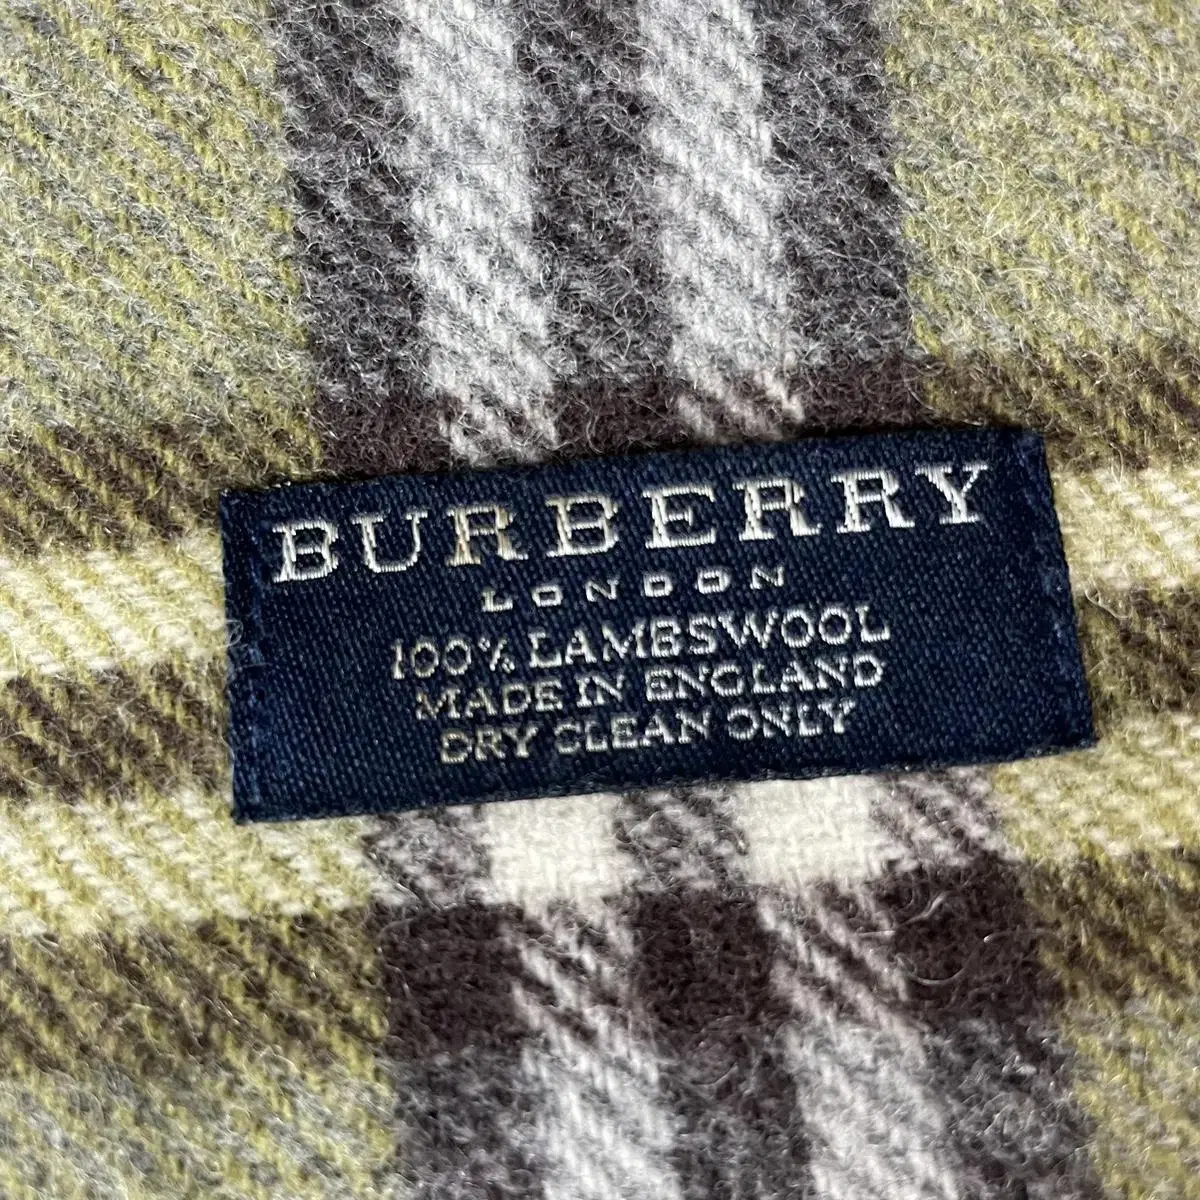 BURBERRY
LONDON
100% LAMBSWOOL
MADE IN ENGLAND
DRY CLEAN ONLY